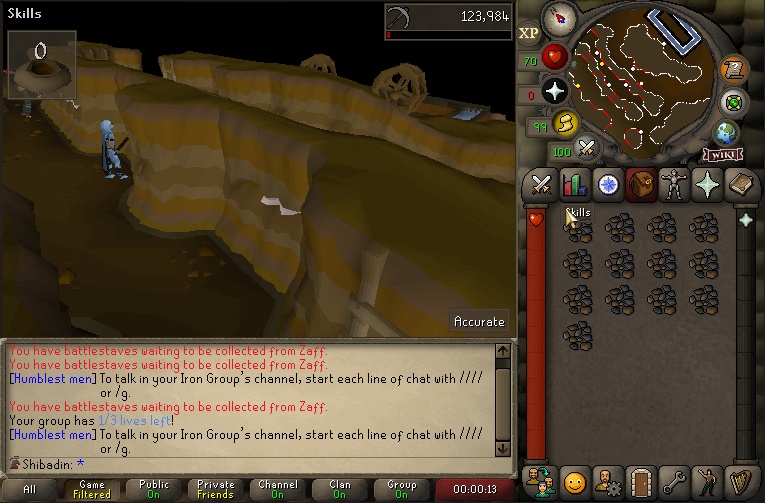 Skills
0
123,984
XP
70
0
99
100
WIKI
Skills
Accurate
You have battlestaves waiting to be collected from Zaff.
You have battlestaves waiting to be collected from Zaff.
[Humblest men] To talk in your Iron Group's channel, start each line of chat with ////
or /g.
You have battlestaves waiting to be collected from Zaff.
Your group has 1/3 lives left!
[Humblest men] To talk in your Iron Group's channel, start each line of chat with ////
or /g.
Shibadin: *
All
Game
Filtered
Public
On
Private
Friends
Channel
On
Clan
On
Group
On
00:00:13